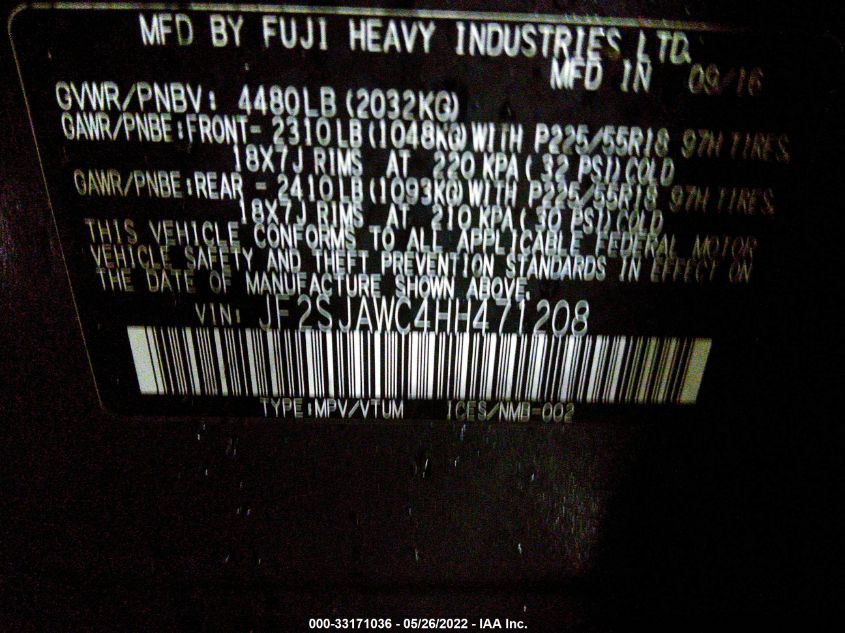 MFD BY FUJI HEAVY INDUSTRIES LTD.
MFD IN 09/16
GVWR/PNBV: 4480LB(2032KG)
GAWR/PNBE:FRONT- 2310LB(1048KG)WITH P225/55R18 97H TIRES,
18X7J RIMS AT 220 KPA(32 PSI)COLD
GAWR/PNBE:REAR - 2410LB(1093KG)WITH P225/55R18 97H TIRES,
18X7J RIMS AT 210 KPA(30 PSI)COLD
THIS VEHICLE CONFORMS TO ALL APPLICABLE FEDERAL MOTOR
VEHICLE SAFETY AND THEFT PREVENTION STANDARDS IN EFFECT ON
THE DATE OF MANUFACTURE SHOWN ABOVE.
VIN: JF2SJAWC4HH471208
TYPE:MPV/VTUM ICES/NMB-002
000-33171036 - 05/26/2022 - IAA Inc.